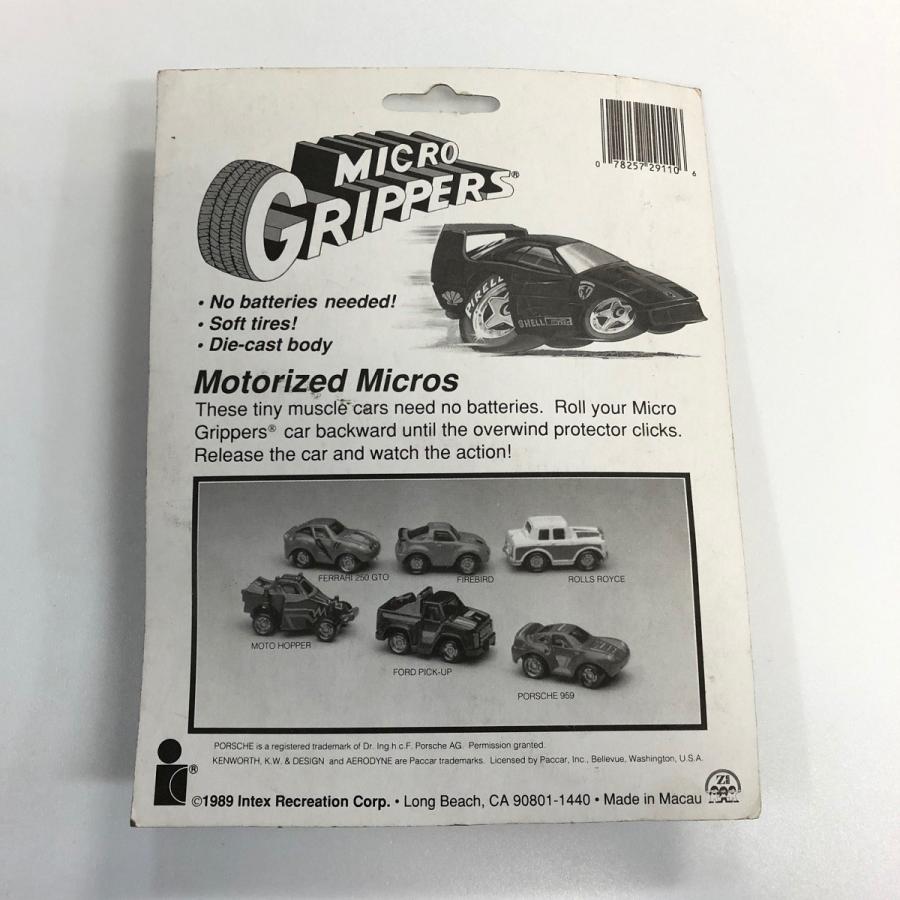 MICRO
GRIPPERS®
0 78257 29110 6
PIRELLI
SHELL
• No batteries needed!
• Soft tires!
• Die-cast body
Motorized Micros
These tiny muscle cars need no batteries. Roll your Micro
Grippers® car backward until the overwind protector clicks.
Release the car and watch the action!
FERRARI 250 GTO
FIREBIRD
ROLLS ROYCE
MOTO HOPPER
FORD PICK-UP
PORSCHE 959
PORSCHE is a registered trademark of Dr. Ing h c.F. Porsche AG. Permission granted.
KENWORTH, K.W. & DESIGN and AERODYNE are Paccar trademarks. Licensed by Paccar, Inc., Bellevue, Washington, U.S.A.
ic®
©1989 Intex Recreation Corp. • Long Beach, CA 90801-1440 • Made in Macau
ZI